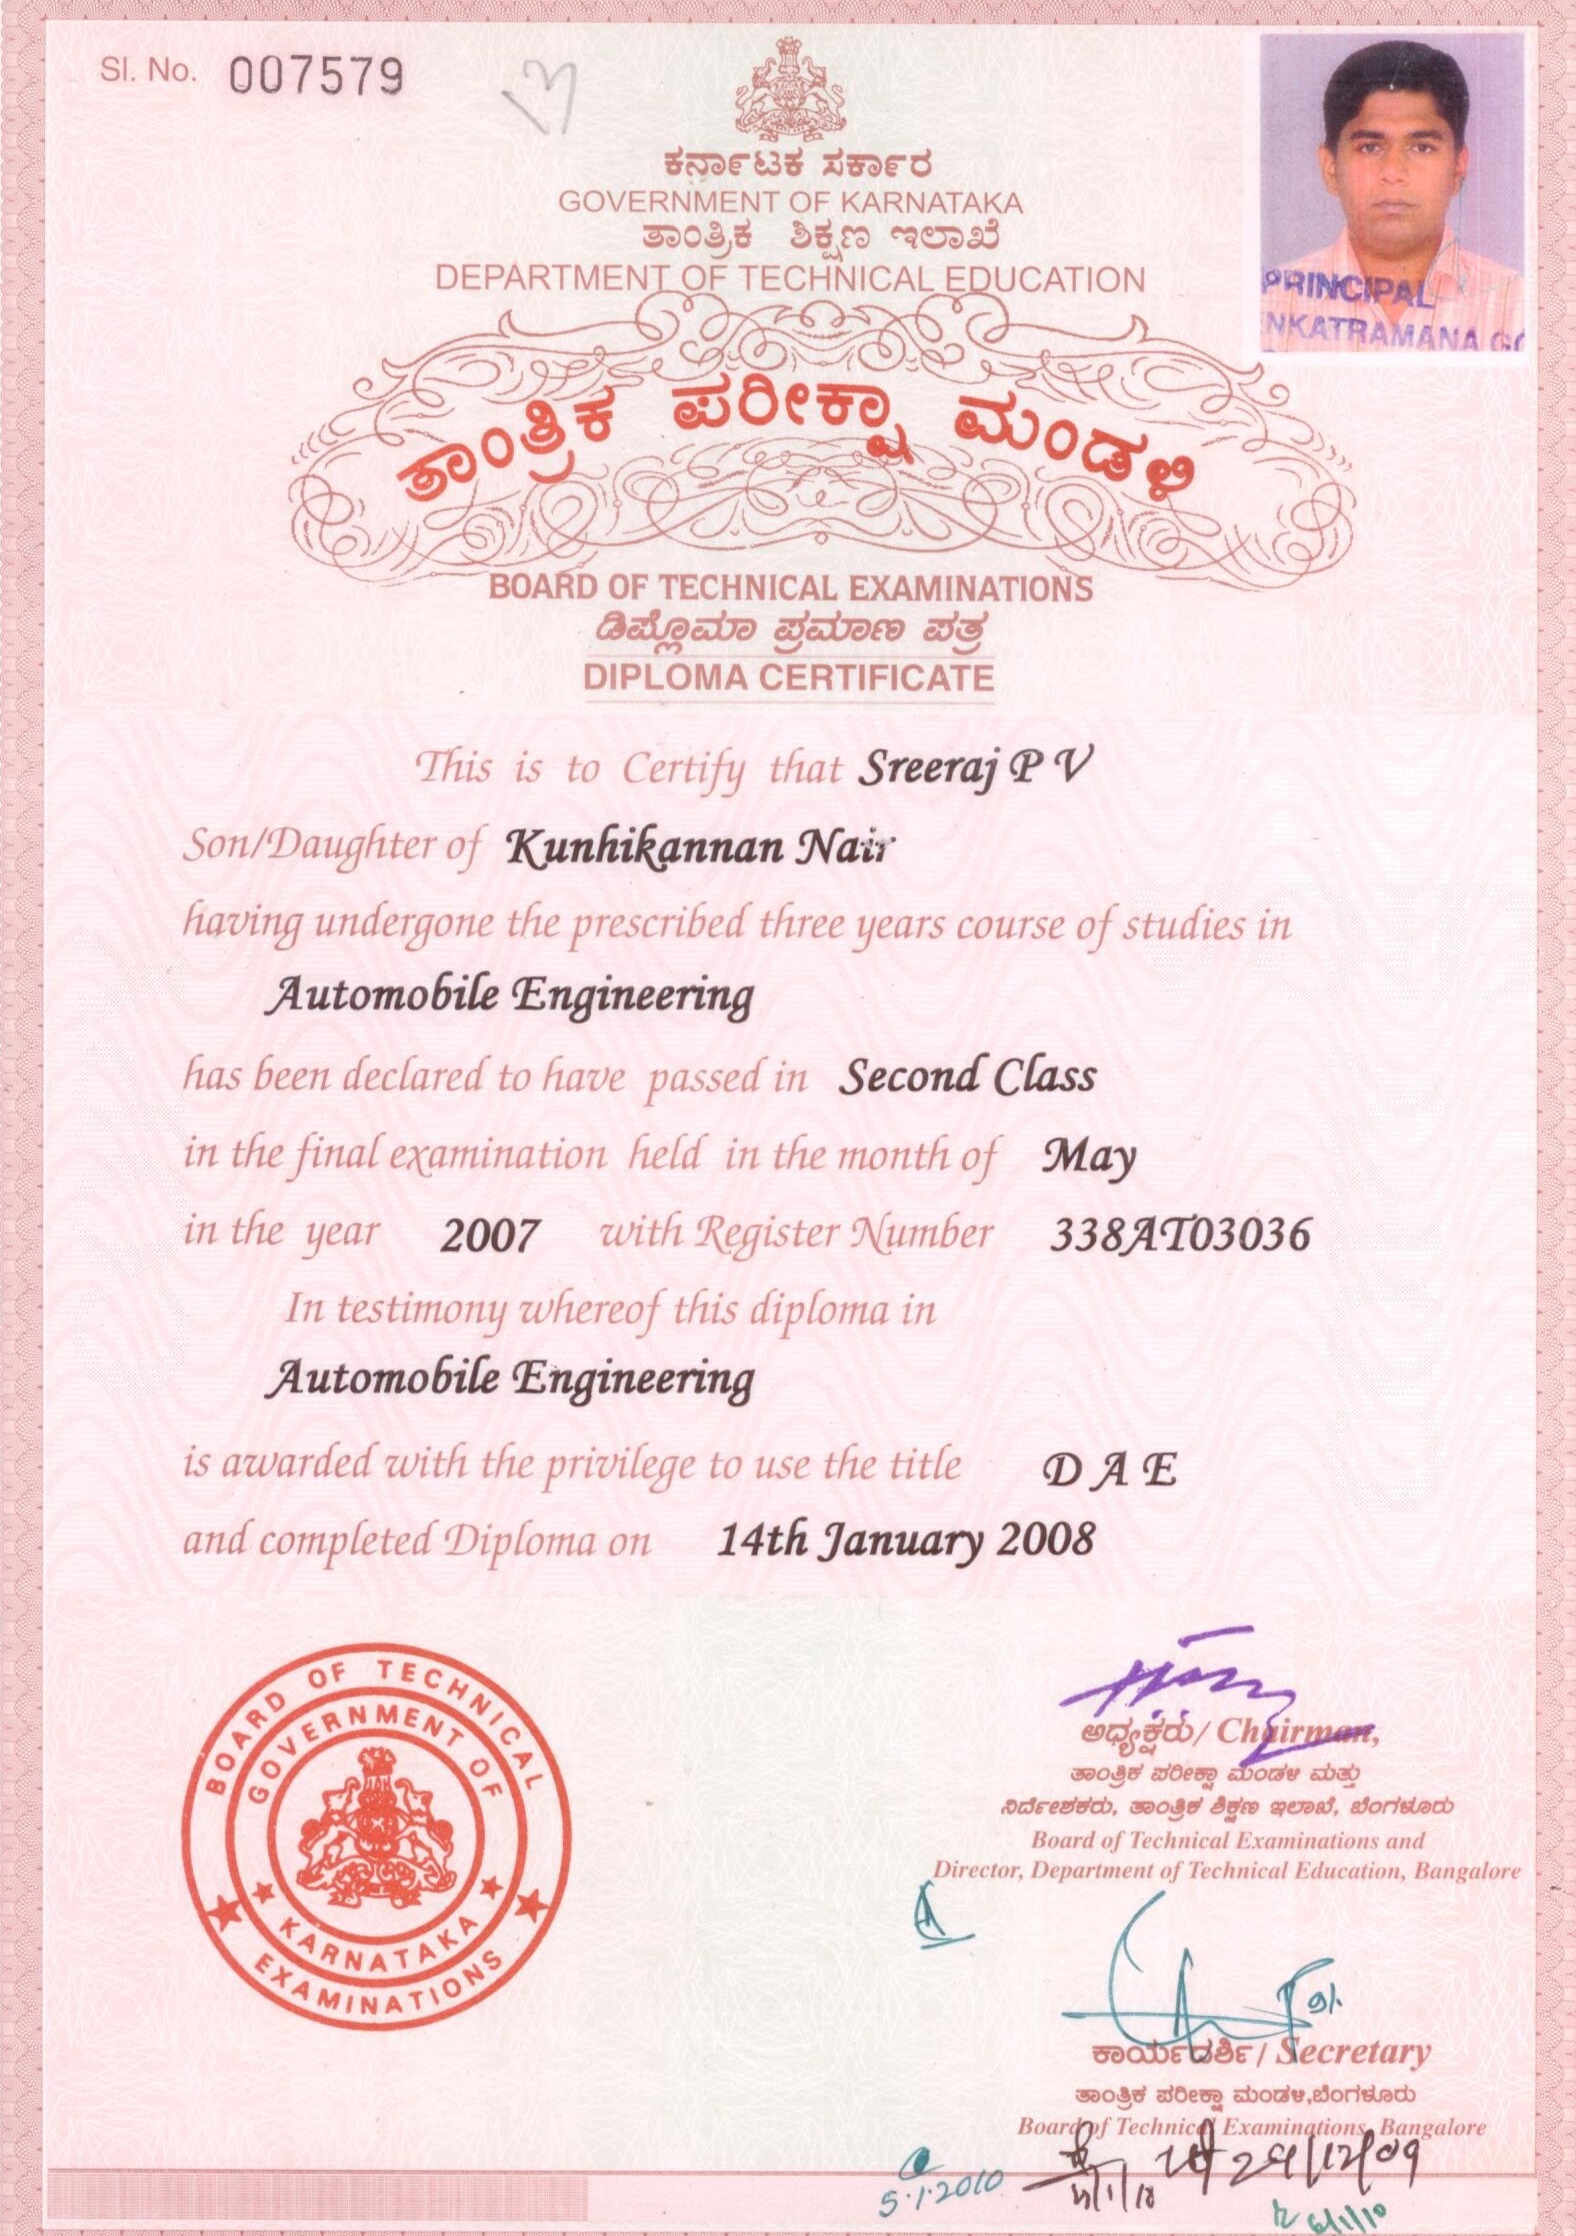 Sl. No. 007579
ಕರ್ನಾಟಕ ಸರ್ಕಾರ
GOVERNMENT OF KARNATAKA
ತಾಂತ್ರಿಕ ಶಿಕ್ಷಣ ಇಲಾಖೆ
DEPARTMENT OF TECHNICAL EDUCATION
PRINCIPAL
NKATRAMANA GO
ತಾಂತ್ರಿಕ ಪರೀಕ್ಷಾ ಮಂಡಳಿ
BOARD OF TECHNICAL EXAMINATIONS
ಡಿಪ್ಲೊಮಾ ಪ್ರಮಾಣ ಪತ್ರ
DIPLOMA CERTIFICATE
This is to Certify that Sreeraj P V
Son/Daughter of Kunhikannan Nair
having undergone the prescribed three years course of studies in
Automobile Engineering
has been declared to have passed in Second Class
in the final examination held in the month of May
in the year 2007 with Register Number 338AT03036
In testimony whereof this diploma in
Automobile Engineering
is awarded with the privilege to use the title D A E
and completed Diploma on 14th January 2008
BOARD OF TECHNICAL EXAMINATIONS
GOVERNMENT OF KARNATAKA
ಅಧ್ಯಕ್ಷರು/ Chairman,
ತಾಂತ್ರಿಕ ಪರೀಕ್ಷಾ ಮಂಡಳಿ ಮತ್ತು
ನಿರ್ದೇಶಕರು, ತಾಂತ್ರಿಕ ಶಿಕ್ಷಣ ಇಲಾಖೆ, ಬೆಂಗಳೂರು
Board of Technical Examinations and
Director, Department of Technical Education, Bangalore
ಕಾರ್ಯದರ್ಶಿ/ Secretary
ತಾಂತ್ರಿಕ ಪರೀಕ್ಷಾ ಮಂಡಳಿ,ಬೆಂಗಳೂರು
Board of Technical Examinations, Bangalore
29/12/09
5.1.2010
6/1/10